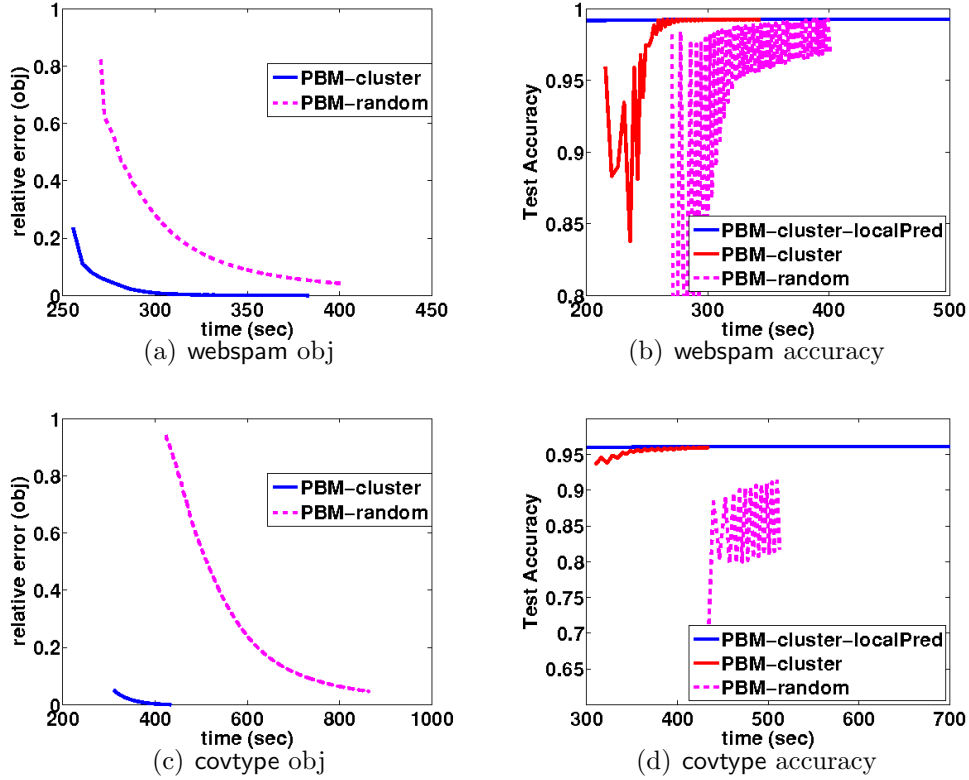 1
0.8
0.6
0.4
0.2
0
relative error (obj)
PBM-cluster
PBM-random
250 300 350 400 450
time (sec)
(a) webspam obj
1
0.95
0.9
0.85
0.8
Test Accuracy
PBM-cluster-localPred
PBM-cluster
PBM-random
200 250 300 400 500
time (sec)
(b) webspam accuracy
1
0.8
0.6
0.4
0.2
0
relative error (obj)
PBM-cluster
PBM-random
200 400 600 800 1000
time (sec)
(c) covtype obj
0.95
0.9
0.85
0.8
0.75
0.7
0.65
Test Accuracy
PBM-cluster-localPred
PBM-cluster
PBM-random
300 400 500 600 700
time (sec)
(d) covtype accuracy